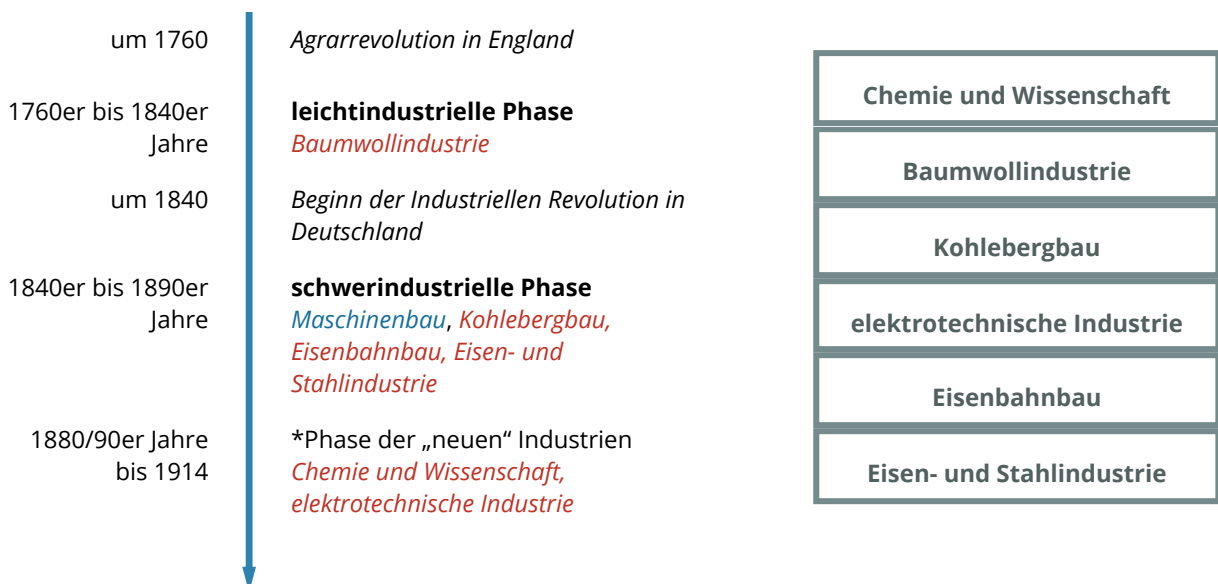 um 1760
Agrarrevolution in England
1760er bis 1840er
Jahre
leichtindustrielle Phase
Baumwollindustrie
um 1840
Beginn der Industriellen Revolution in
Deutschland
1840er bis 1890er
Jahre
schwerindustrielle Phase
Maschinenbau, Kohlebergbau,
Eisenbahnbau, Eisen- und
Stahlindustrie
1880/90er Jahre
bis 1914
*Phase der „neuen“ Industrien
Chemie und Wissenschaft,
elektrotechnische Industrie
Chemie und Wissenschaft
Baumwollindustrie
Kohlebergbau
elektrotechnische Industrie
Eisenbahnbau
Eisen- und Stahlindustrie